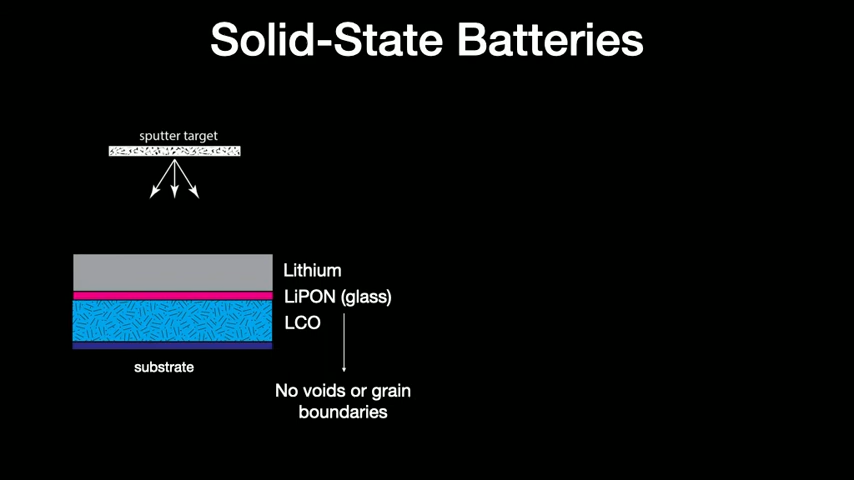 Solid-State Batteries
sputter target
Lithium
LiPON (glass)
LCO
substrate
No voids or grain
boundaries